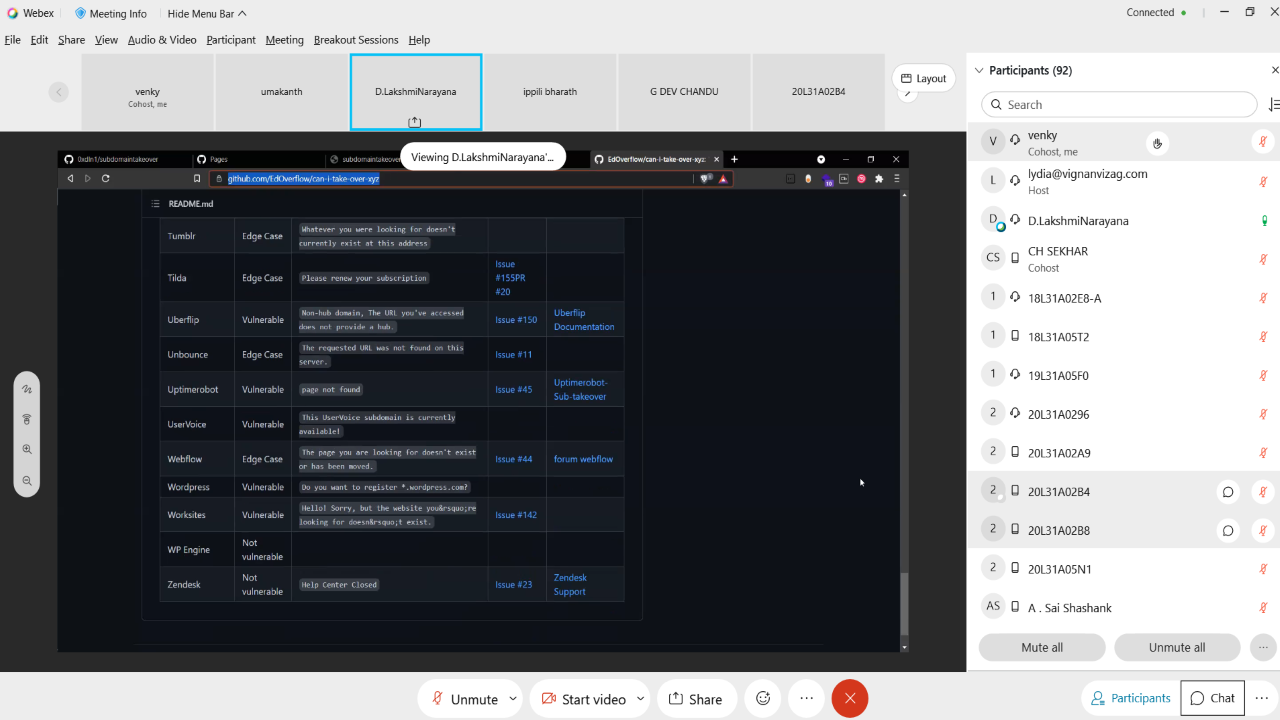 Webex Meeting Info Hide Menu Bar Connected
File Edit Share View Audio & Video Participant Meeting Breakout Sessions Help
venky
Cohost, me
umakanth
D.LakshmiNarayana
ippili bharath
G DEV CHANDU
20L31A02B4
Layout
Viewing D.LakshmiNarayana'...
0xdln1/subdomaintakeover
Pages
subdomaintakeov
EdOverflow/can-i-take-over-xyz:
github.com/EdOverflow/can-i-take-over-xyz
README.md
Tumblr Edge Case Whatever you were looking for doesn't
currently exist at this address
Tilda Edge Case Please renew your subscription Issue
#155PR
#20
Uberflip Vulnerable Non-hub domain, The URL you've accessed
does not provide a hub. Issue #150 Uberflip
Documentation
Unbounce Edge Case The requested URL was not found on this
server. Issue #11
Uptimerobot Vulnerable page not found Issue #45 Uptimerobot-
Sub-takeover
UserVoice Vulnerable This UserVoice subdomain is currently
available!
Webflow Edge Case The page you are looking for doesn't exist
or has been moved. Issue #44 forum webflow
Wordpress Vulnerable Do you want to register *.wordpress.com?
Worksites Vulnerable Hello! Sorry, but the website you&rsquo;re
looking for doesn&rsquo;t exist. Issue #142
WP Engine Not
vulnerable
Zendesk Not
vulnerable Help Center Closed Issue #23 Zendesk
Support
Participants (92)
Search
V venky
Cohost, me
L lydia@vignanvizag.com
Host
D D.LakshmiNarayana
CS CH SEKHAR
Cohost
1 18L31A02E8-A
1 18L31A05T2
1 19L31A05F0
2 20L31A0296
2 20L31A02A9
2 20L31A02B4
2 20L31A02B8
2 20L31A05N1
AS A . Sai Shashank
Mute all Unmute all
Unmute Start video Share Participants Chat